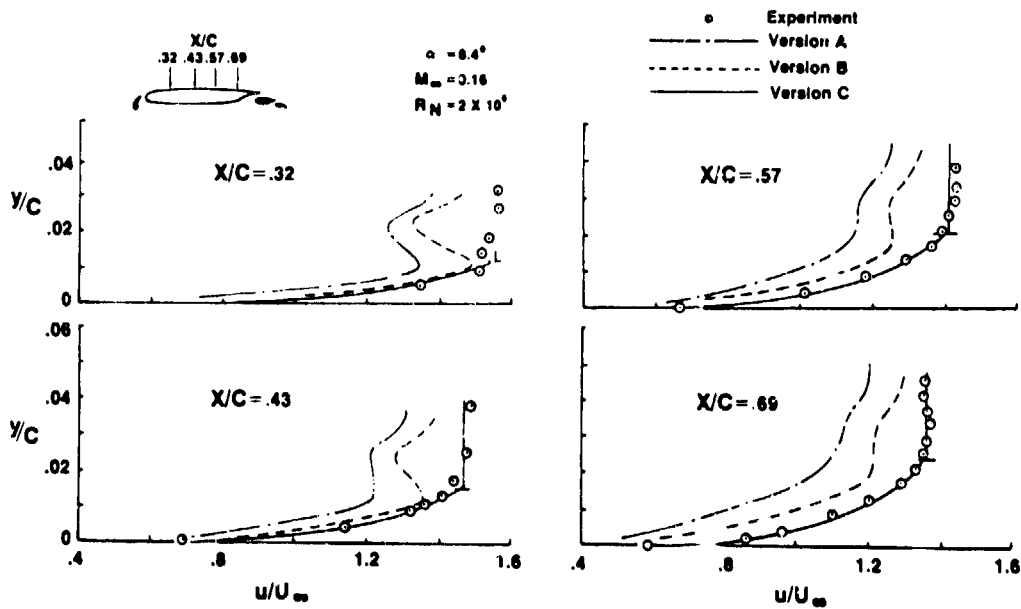 X/C
.32 .43 .57 .69
α = 8.4°
M∞ = 0.16
R N = 2 X 10⁶
Experiment
Version A
Version B
Version C
X/C = .32
y/C
.04
.02
0
X/C = .57
X/C = .43
y/C
.06
.04
.02
0
.4
.8
1.2
1.6
u/U∞
X/C = .69
.4
.8
1.2
1.6
u/U∞